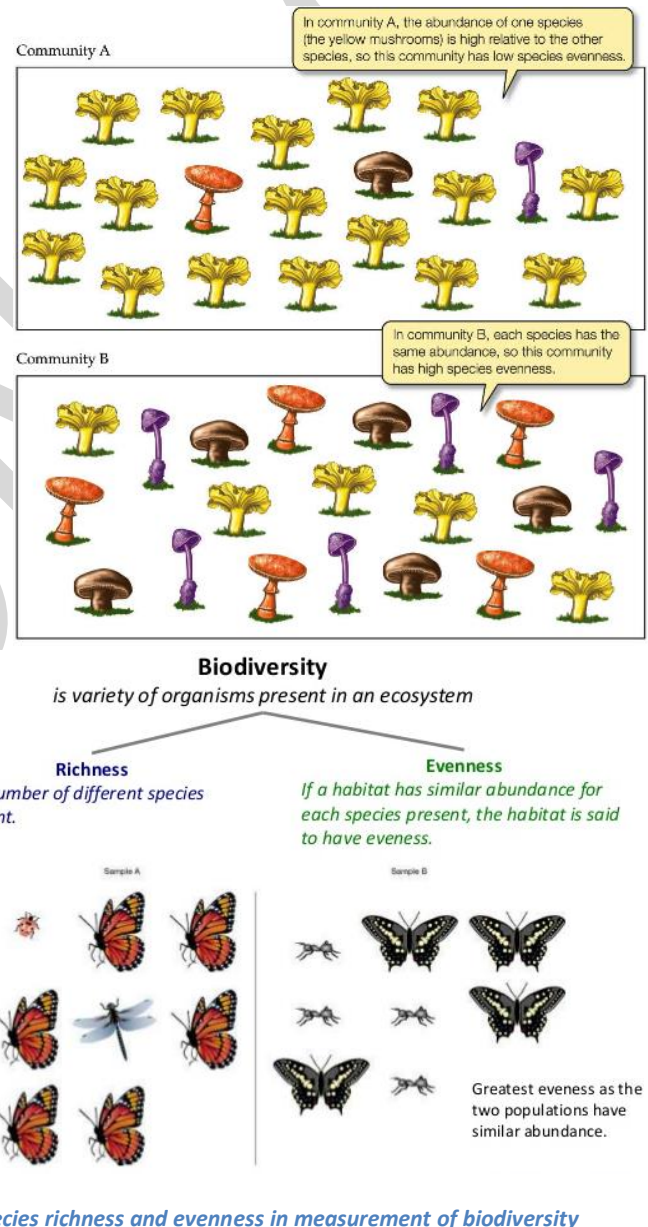 In community A, the abundance of one species
(the yellow mushrooms) is high relative to the other
species, so this community has low species evenness.
Community A
In community B, each species has the
same abundance, so this community
has high species evenness.
Community B
Biodiversity
is variety of organisms present in an ecosystem
Richness
umber of different species
nt.
Evenness
If a habitat has similar abundance for
each species present, the habitat is said
to have eveness.
Sample A
Sample B
Greatest eveness as the
two populations have
similar abundance.
ecies richness and evenness in measurement of biodiversity